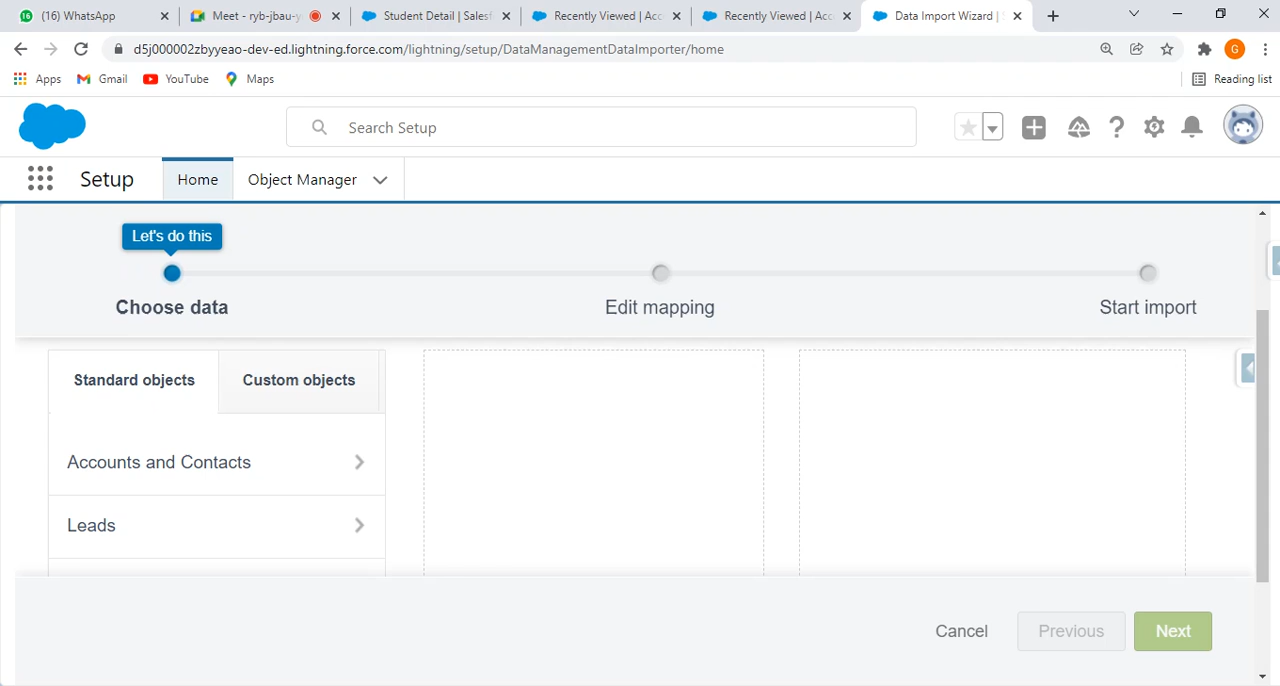 (16) WhatsApp
Meet - ryb-jbau-y
Student Detail | Salesf
Recently Viewed | Acc
Recently Viewed | Acc
Data Import Wizard | S
d5j000002zbyyeao-dev-ed.lightning.force.com/lightning/setup/DataManagementDataImporter/home
G
Apps
Gmail
YouTube
Maps
Reading list
Search Setup
Setup
Home
Object Manager
Let's do this
Choose data
Edit mapping
Start import
Standard objects
Custom objects
Accounts and Contacts
Leads
Cancel
Previous
Next